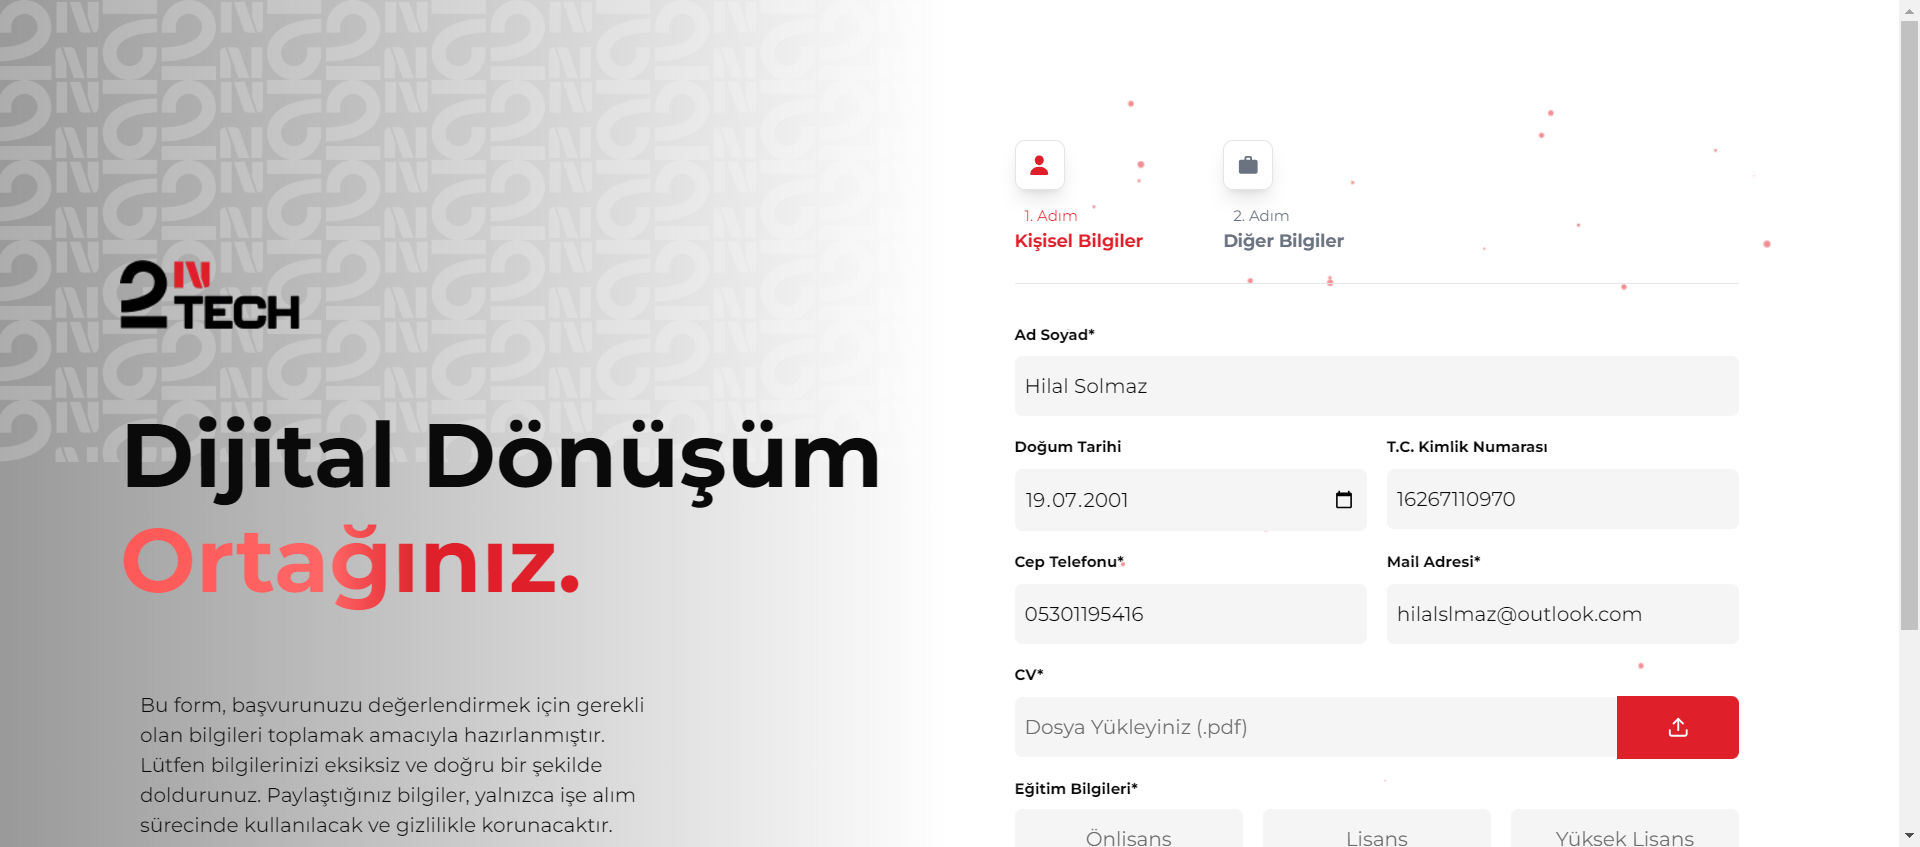 2N TECH
Dijital Dönüşüm
Ortağınız.
Bu form, başvurunuzu değerlendirmek için gerekli
olan bilgileri toplamak amacıyla hazırlanmıştır.
Lütfen bilgilerinizi eksiksiz ve doğru bir şekilde
doldurunuz. Paylaştığınız bilgiler, yalnızca işe alım
sürecinde kullanılacak ve gizlilikle korunacaktır.
1. Adım
Kişisel Bilgiler
2. Adım
Diğer Bilgiler
Ad Soyad*
Hilal Solmaz
Doğum Tarihi
19.07.2001
T.C. Kimlik Numarası
16267110970
Cep Telefonu*
05301195416
Mail Adresi*
hilalslmaz@outlook.com
CV*
Dosya Yükleyiniz (.pdf)
Eğitim Bilgileri*
Önlisans
Lisans
Yüksek Lisans